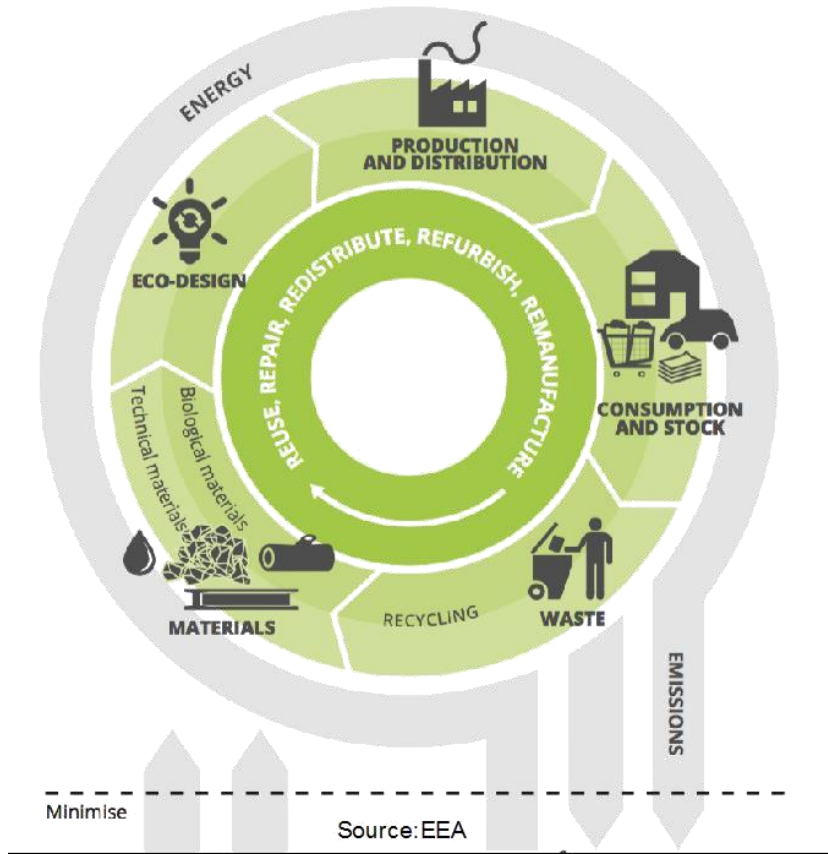 ENERGY
PRODUCTION
AND DISTRIBUTION
ECO-DESIGN
REUSE, REPAIR, REDISTRIBUTE, REFURBISH, REMANUFACTURE
CONSUMPTION
AND STOCK
Technical materials
Biological materials
MATERIALS
RECYCLING
WASTE
EMISSIONS
Minimise
Source:EEA